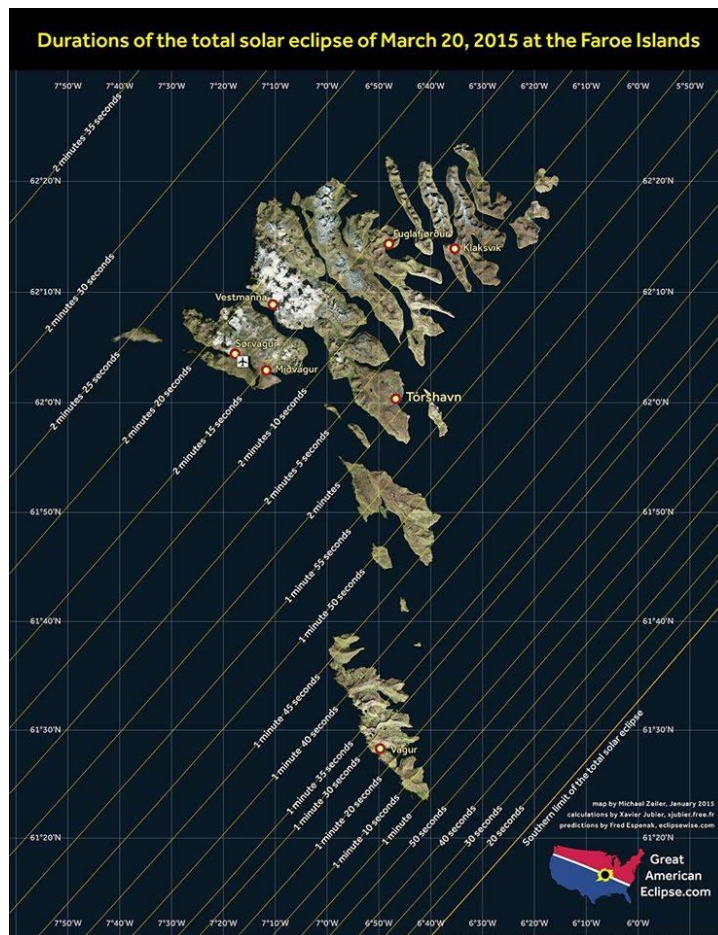 Durations of the total solar eclipse of March 20, 2015 at the Faroe Islands
7°50'W
7°30'W
7°20'W
7°10'W
7°0'W
6°50'W
6°40'W
6°30'W
6°20'W
6°10'W
6°0'W
5°50'W
2 minutes 35 seconds
62°20'N
62°20'N
Fuglafjørður
Klaksvik
2 minutes 30 seconds
62°10'N
62°10'N
Vestmanna
Sørvagur
Miðvagur
2 minutes 25 seconds
2 minutes 20 seconds
2 minutes 15 seconds
2 minutes 10 seconds
62°0'N
Tórshavn
62°0'N
2 minutes 5 seconds
2 minutes
61°50'N
61°50'N
1 minute 55 seconds
1 minute 50 seconds
61°40'N
61°40'N
1 minute 45 seconds
1 minute 40 seconds
61°30'N
61°30'N
Vagur
1 minute 35 seconds
1 minute 30 seconds
1 minute 20 seconds
1 minute 10 seconds
1 minute
50 seconds
40 seconds
30 seconds
20 seconds
Southern limit of the total solar eclipse
map by Michael Zeiler, January 2015
calculations by Xavier Jubier, xjubier.free.fr
predictions by Fred Espenak, eclipsewise.com
61°20'N
61°20'N
Great
American
Eclipse.com
7°50'W
7°30'W
7°20'W
7°10'W
7°0'W
6°50'W
6°40'W
6°30'W
6°20'W
6°15'W
6°0'W
5°50'W